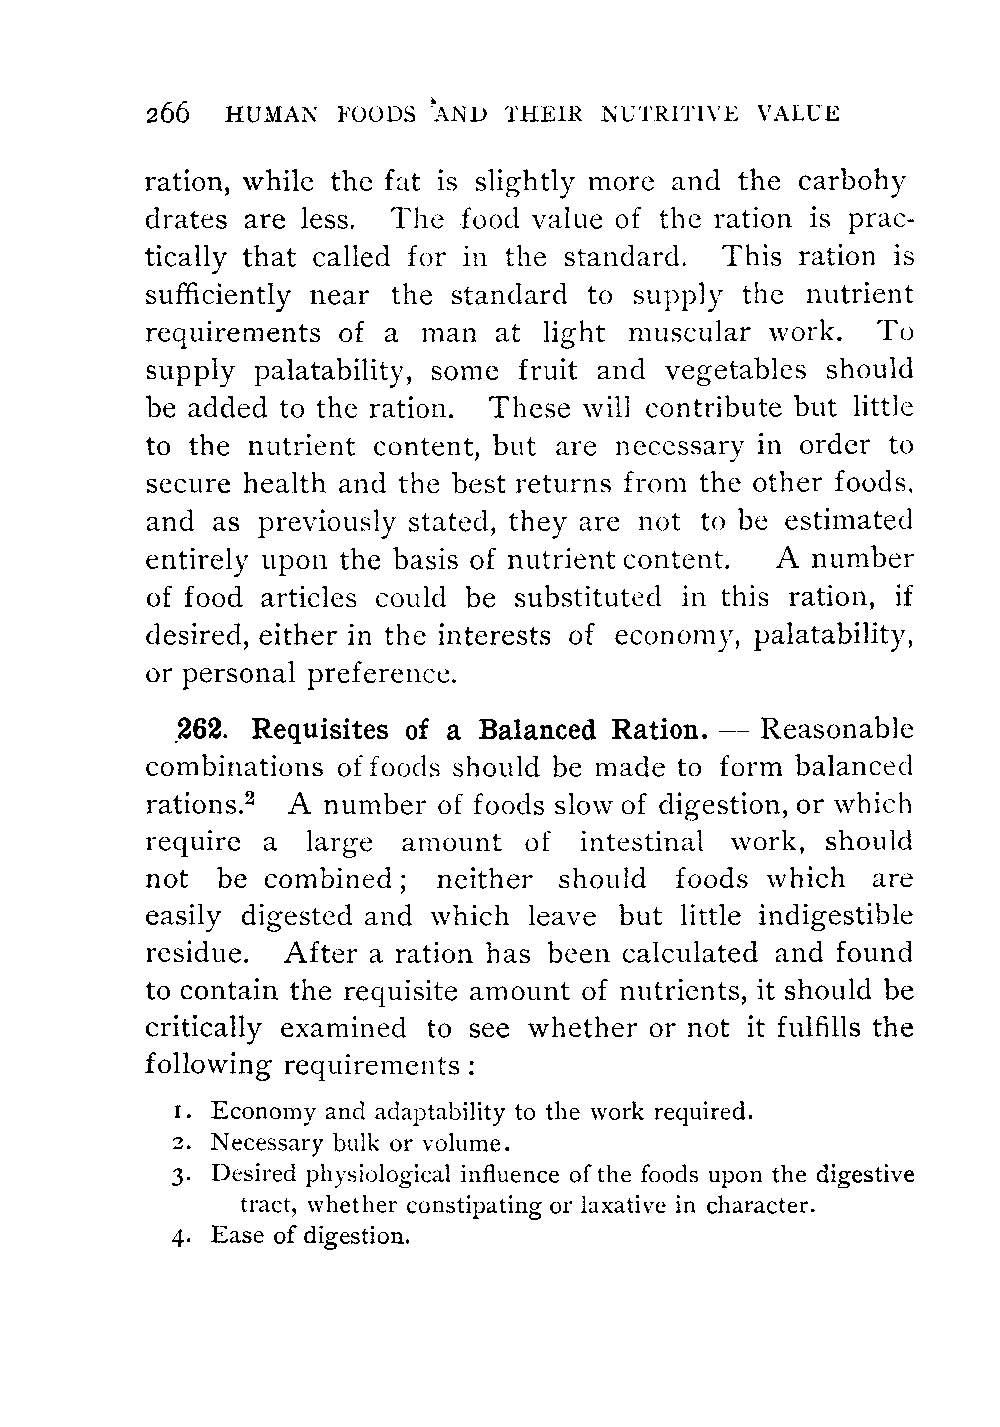 266 HUMAN FOODS AND THEIR NUTRITIVE VALUE
ration, while the fat is slightly more and the carbohy
drates are less. The food value of the ration is prac-
tically that called for in the standard. This ration is
sufficiently near the standard to supply the nutrient
requirements of a man at light muscular work. To
supply palatability, some fruit and vegetables should
be added to the ration. These will contribute but little
to the nutrient content, but are necessary in order to
secure health and the best returns from the other foods,
and as previously stated, they are not to be estimated
entirely upon the basis of nutrient content. A number
of food articles could be substituted in this ration, if
desired, either in the interests of economy, palatability,
or personal preference.
262. Requisites of a Balanced Ration. — Reasonable
combinations of foods should be made to form balanced
rations.² A number of foods slow of digestion, or which
require a large amount of intestinal work, should
not be combined; neither should foods which are
easily digested and which leave but little indigestible
residue. After a ration has been calculated and found
to contain the requisite amount of nutrients, it should be
critically examined to see whether or not it fulfills the
following requirements:
1. Economy and adaptability to the work required.
2. Necessary bulk or volume.
3. Desired physiological influence of the foods upon the digestive
tract, whether constipating or laxative in character.
4. Ease of digestion.